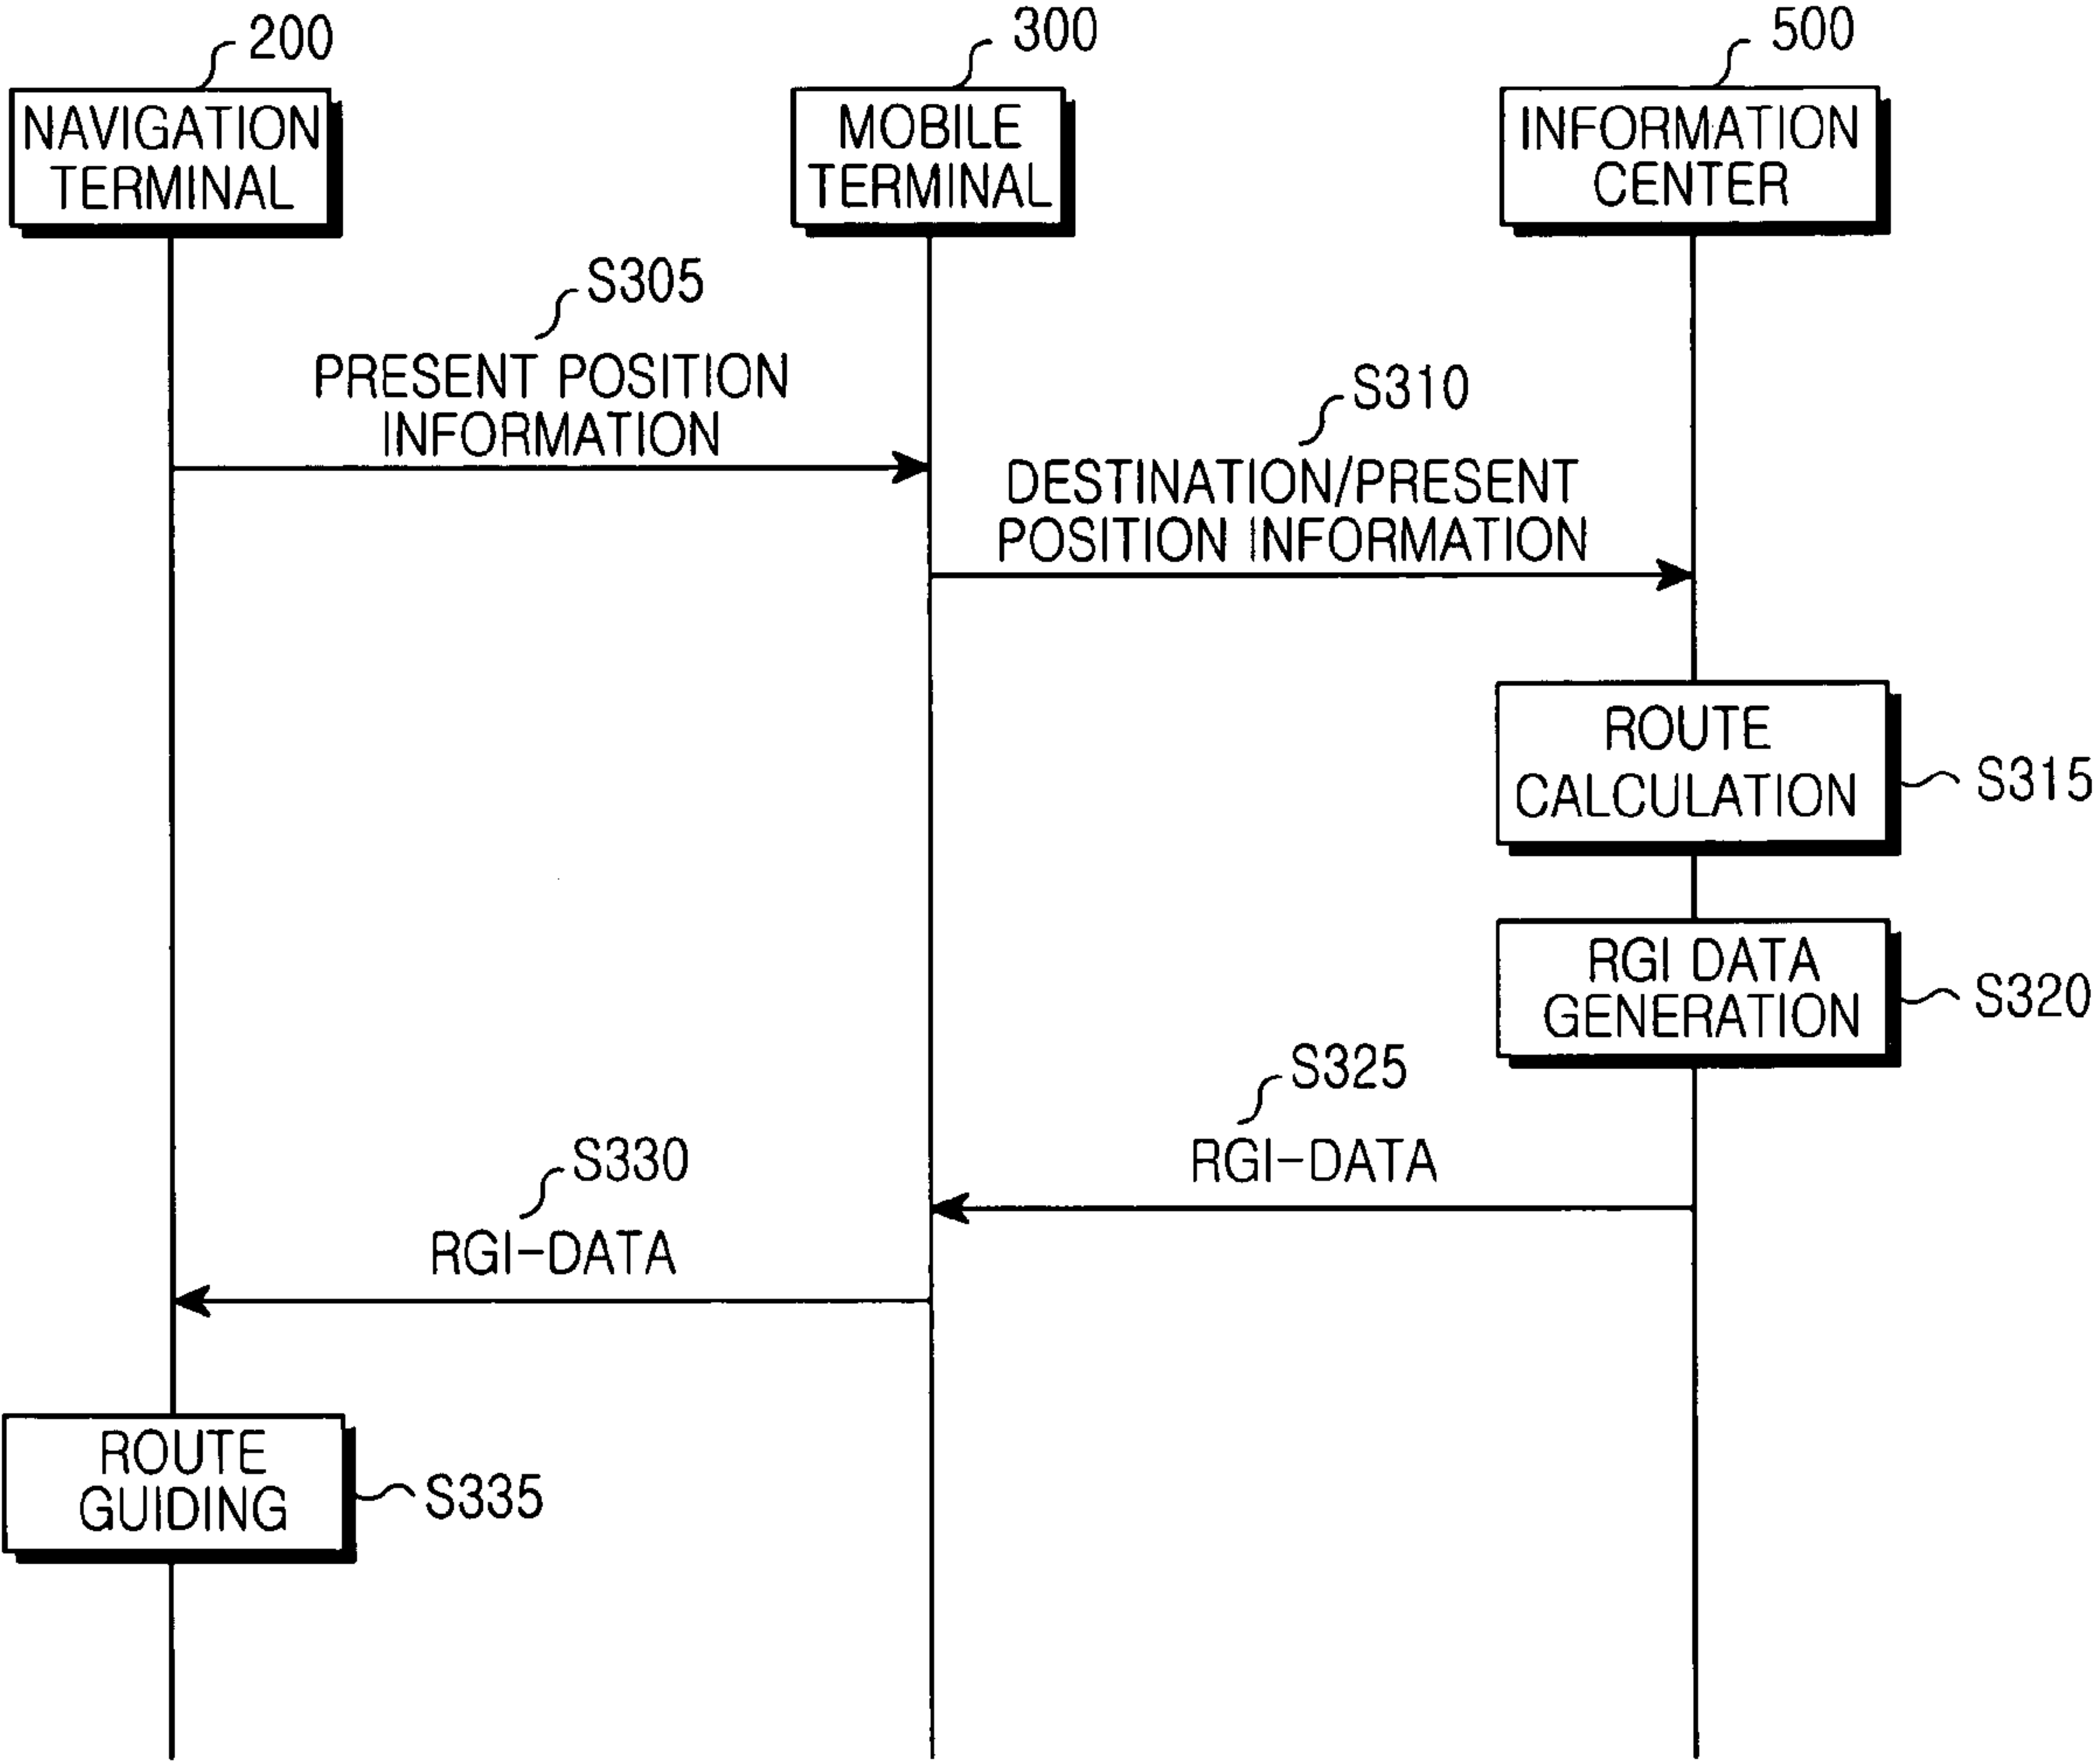 200
300
500
NAVIGATION
TERMINAL
MOBILE
TERMINAL
INFORMATION
CENTER
S305
PRESENT POSITION
INFORMATION
S310
DESTINATION/PRESENT
POSITION INFORMATION
ROUTE
CALCULATION
S315
RGI DATA
GENERATION
S320
S325
RGI-DATA
S330
RGI-DATA
ROUTE
GUIDING
S335